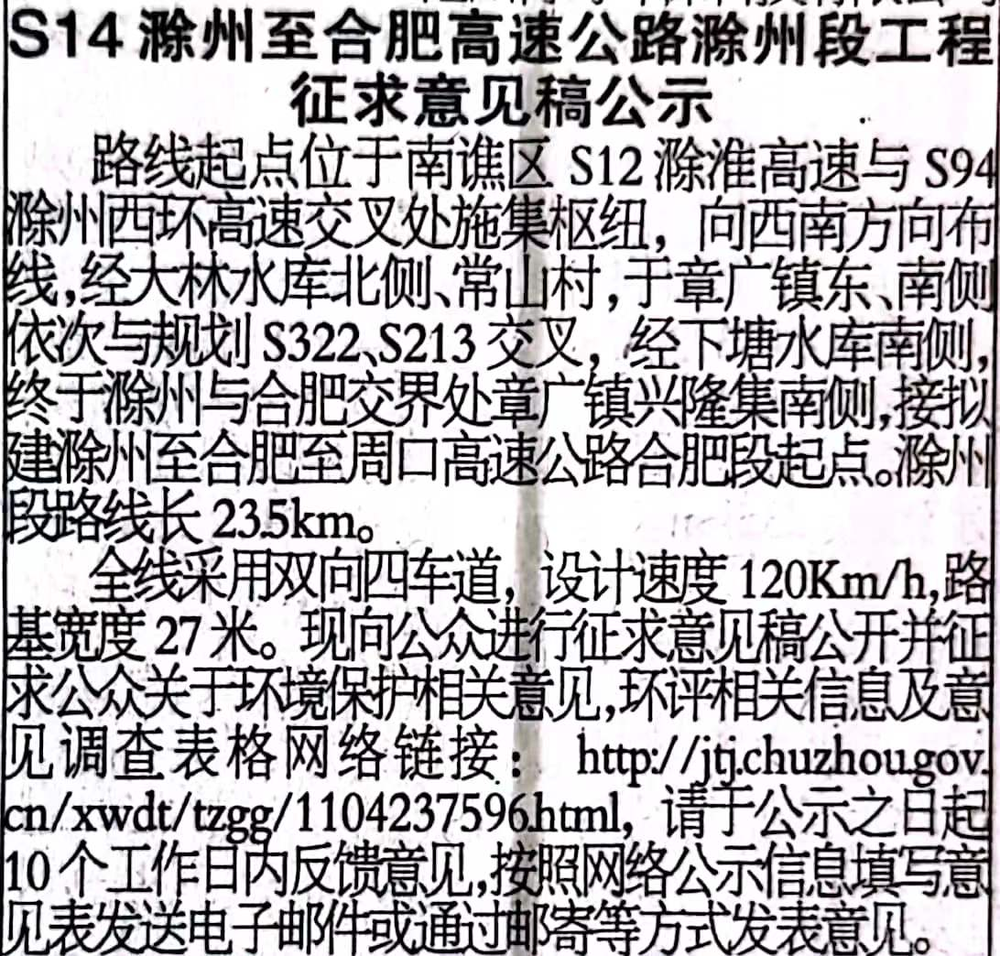 S14滁州至合肥高速公路滁州段工程
征求意见稿公示
路线起点位于南谯区 S12 滁淮高速与 S94
滁州西环高速交叉处施集枢纽，向西南方向布
线,经大林水库北侧、常山村,于章广镇东、南侧
依次与规划 S322、S213 交叉，经下塘水库南侧,
终于滁州与合肥交界处章广镇兴隆集南侧,接拟
建滁州至合肥至周口高速公路合肥段起点。滁州
段路线长 23.5km。
全线采用双向四车道，设计速度 120Km/h,路
基宽度 27 米。现向公众进行征求意见稿公开并征
求公众关于环境保护相关意见,环评相关信息及意
见调查表格网络链接：http://jtj.chuzhou.gov.
cn/xwdt/tzgg/1104237596.html，请于公示之日起
10 个工作日内反馈意见,按照网络公示信息填写意
见表发送电子邮件或通过邮寄等方式发表意见。